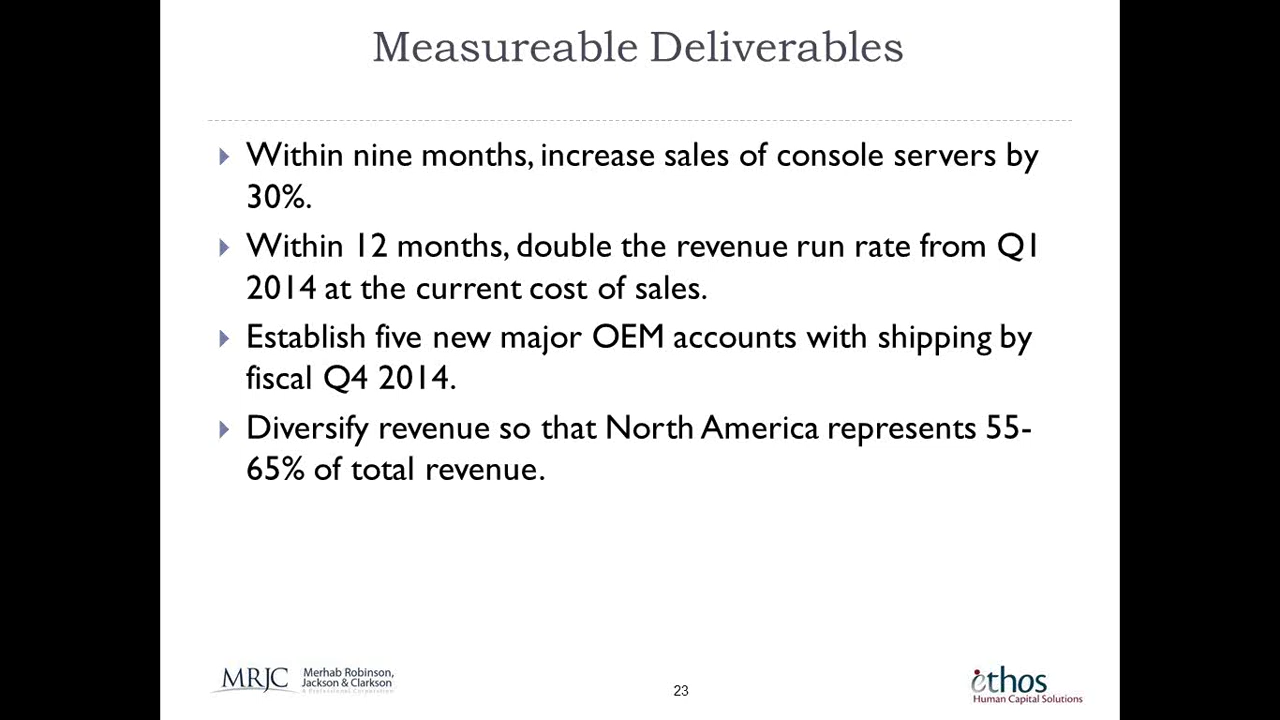 Measureable Deliverables
Within nine months, increase sales of console servers by
30%.
Within 12 months, double the revenue run rate from Q1
2014 at the current cost of sales.
Establish five new major OEM accounts with shipping by
fiscal Q4 2014.
Diversify revenue so that North America represents 55-
65% of total revenue.
MRJC Merhab Robinson,
Jackson & Clarkson
A Professional Corporation
23
ethos
Human Capital Solutions